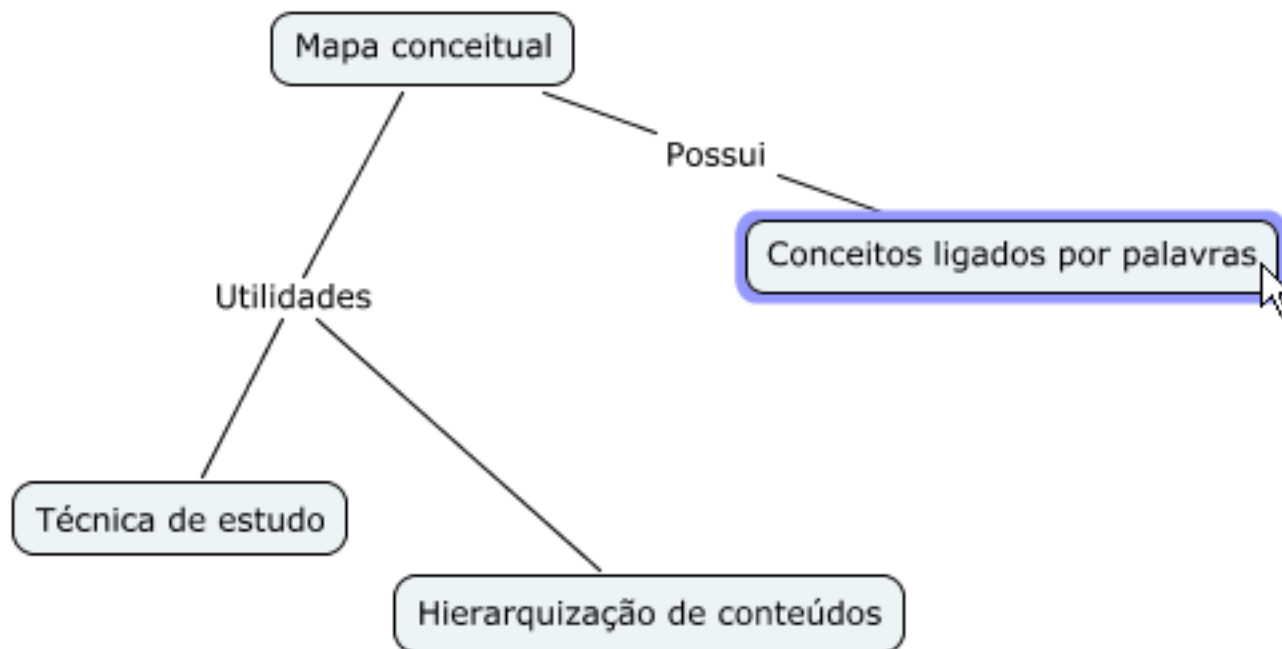 Mapa conceitual
Possui
Conceitos ligados por palavras
Utilidades
Técnica de estudo
Hierarquização de conteúdos